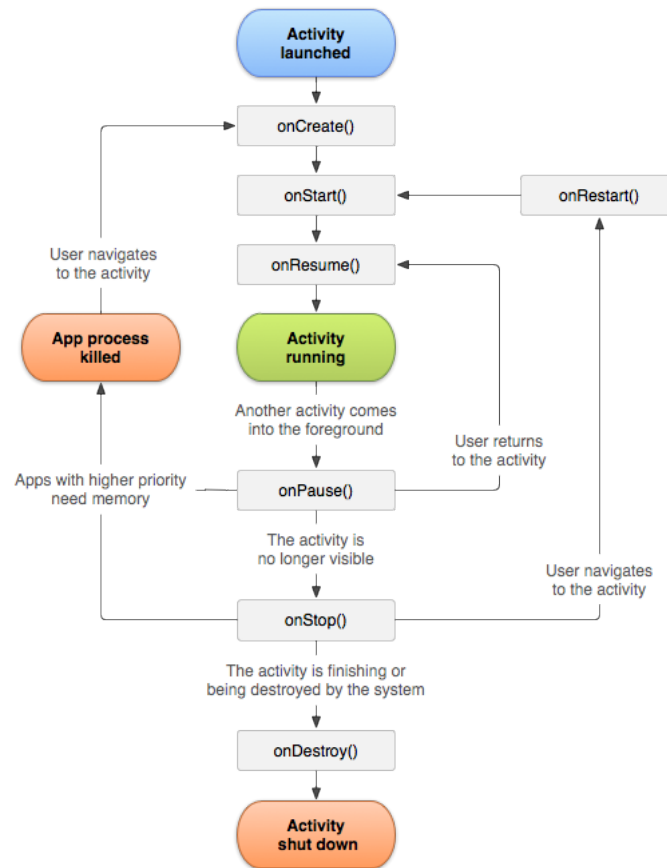 Activity
launched
onCreate()
onStart()
onRestart()
User navigates
to the activity
onResume()
App process
killed
Activity
running
Another activity comes
into the foreground
User returns
to the activity
Apps with higher priority
need memory
onPause()
The activity is
no longer visible
User navigates
to the activity
onStop()
The activity is finishing or
being destroyed by the system
onDestroy()
Activity
shut down